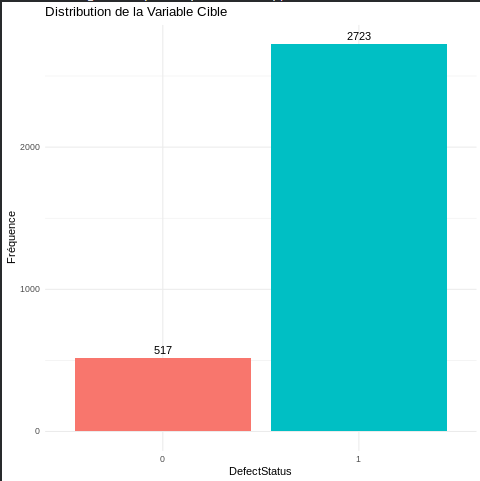 Distribution de la Variable Cible
2723
2000
Fréquence
1000
517
0
0 1
DefectStatus